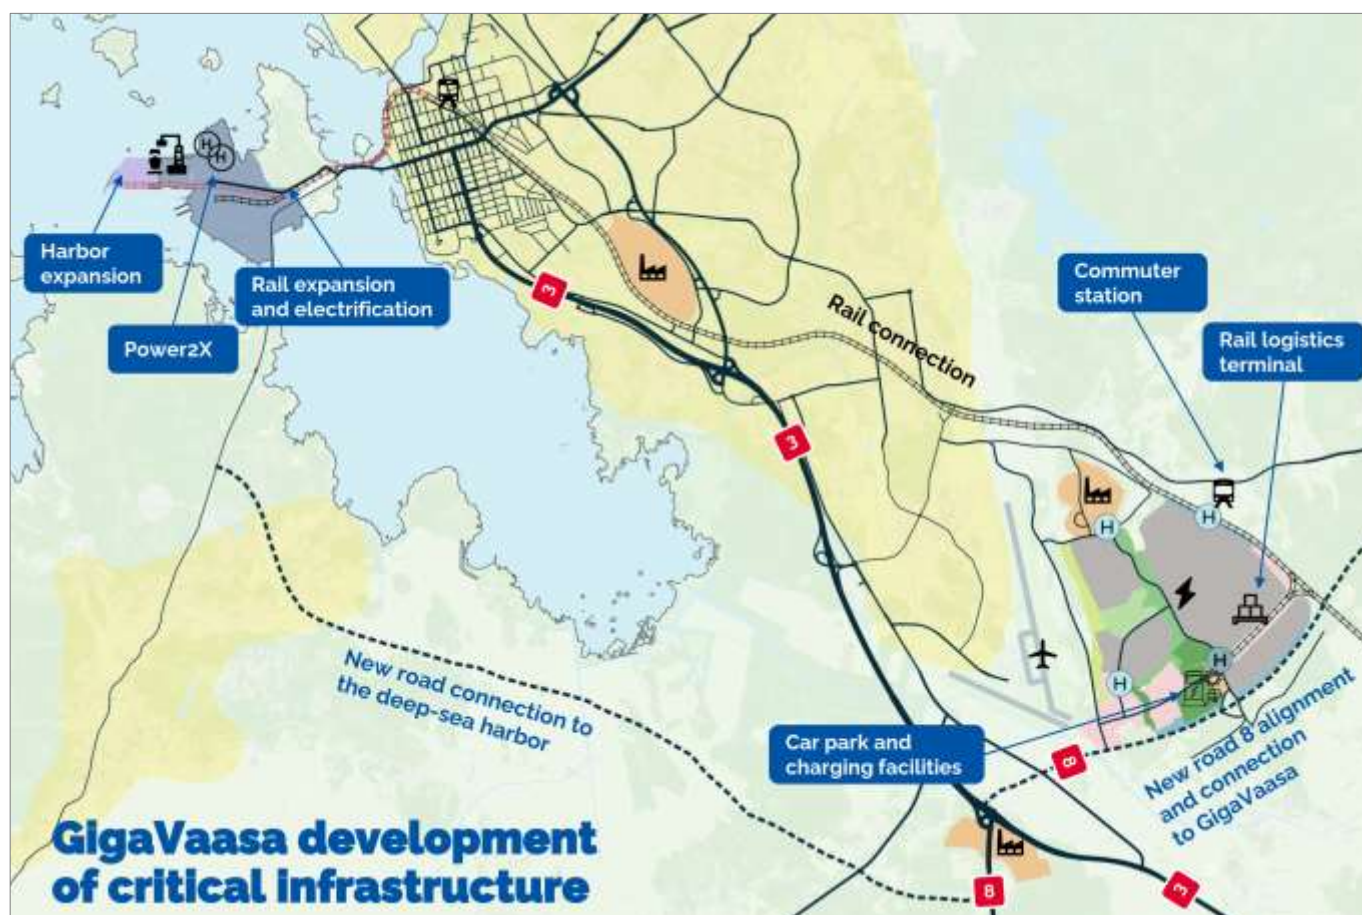 Harbor
expansion
Rail expansion
and electrification
Power2X
H
H
3
Rail connection
Commuter
station
Rail logistics
terminal
3
H
H
H
H
New road connection to
the deep-sea harbor
Car park and
charging facilities
8
New road 8 alignment
and connection
to GigaVaasa
GigaVaasa development
of critical infrastructure
8
3